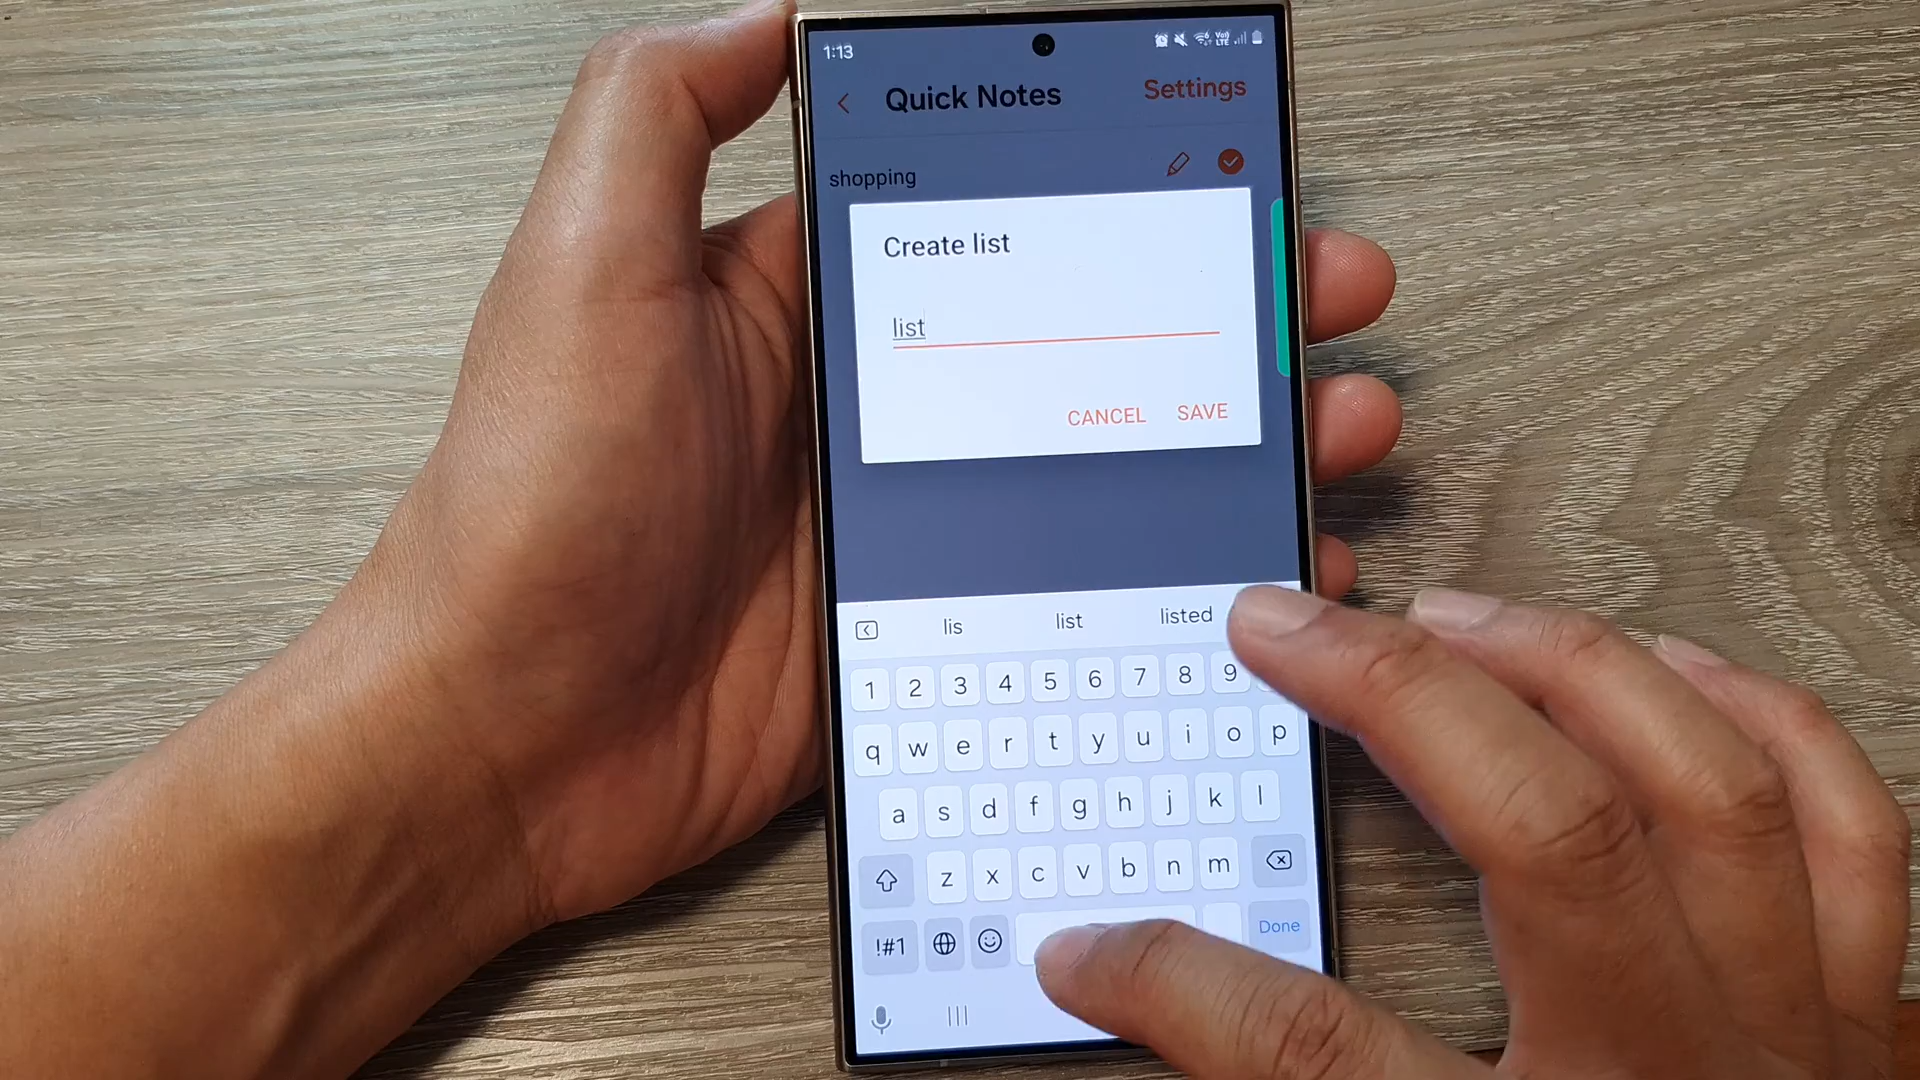 1:13
VoLTE
Quick Notes
Settings
shopping
Create list
list
CANCEL SAVE
lis list listed
1 2 3 4 5 6 7 8 9
q w e r t y u i o p
a s d f g h j k l
z x c v b n m
!#1 Done